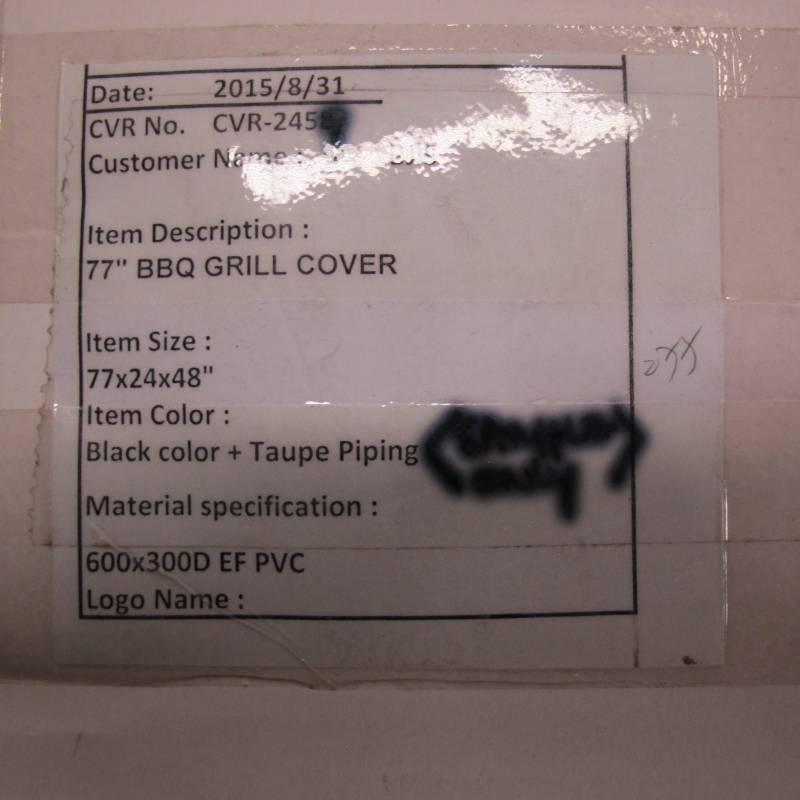 Date: 2015/8/31
CVR No. CVR-245
Customer Name :
Item Description :
77" BBQ GRILL COVER
Item Size :
77x24x48"
Item Color :
Black color + Taupe Piping
Material specification :
600x300D EF PVC
Logo Name :